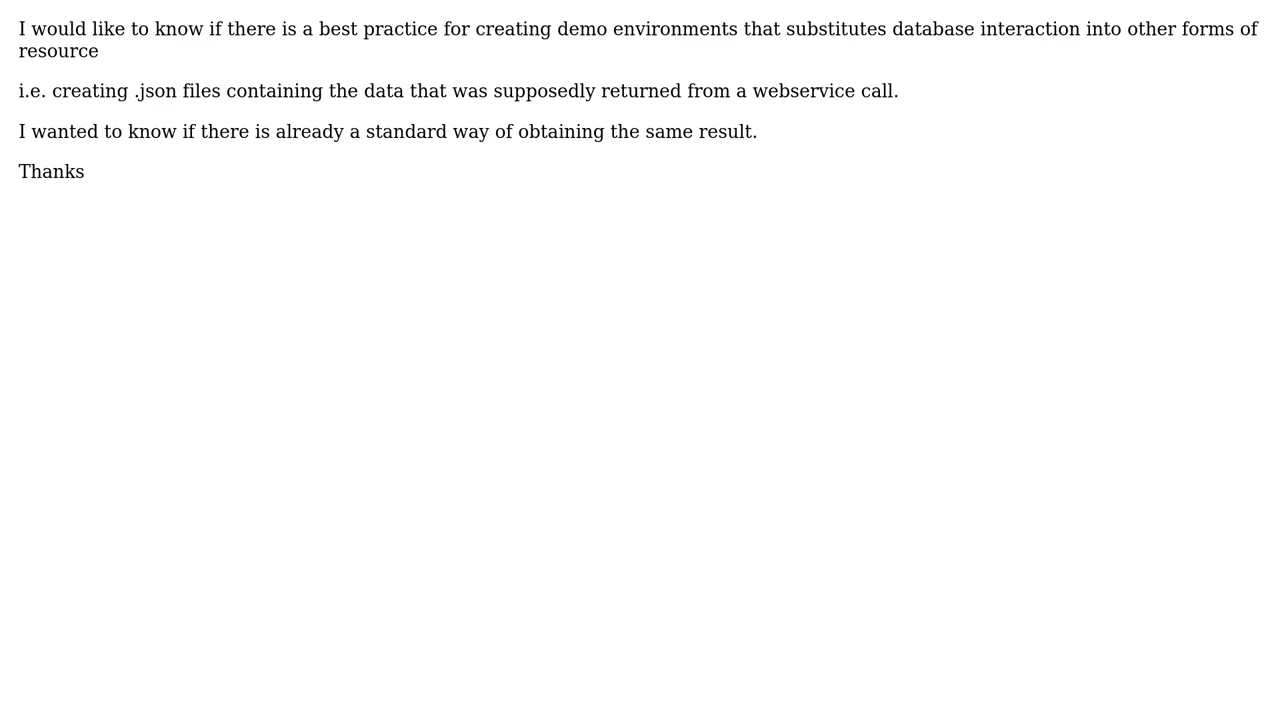 I would like to know if there is a best practice for creating demo environments that substitutes database interaction into other forms of
resource
i.e. creating .json files containing the data that was supposedly returned from a webservice call.
I wanted to know if there is already a standard way of obtaining the same result.
Thanks